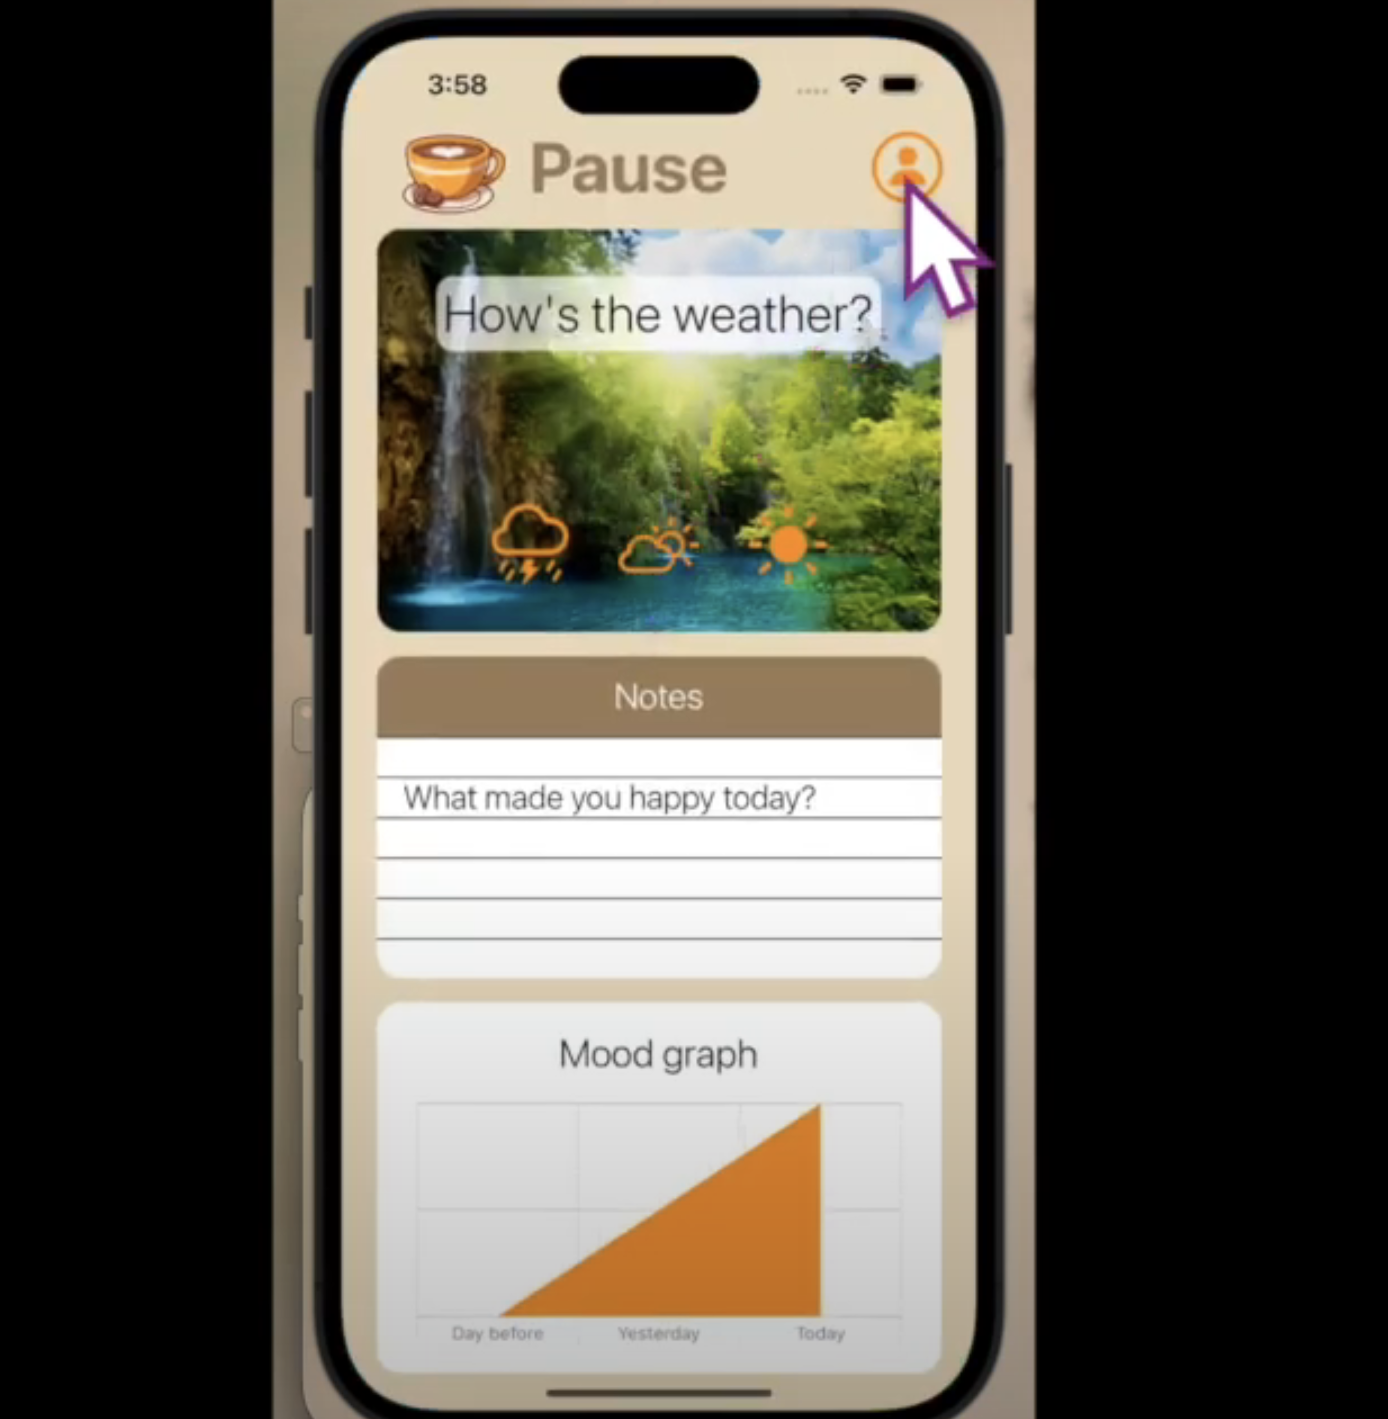 3:58
Pause
How's the weather?
Notes
What made you happy today?
Mood graph
Day before Yesterday Today